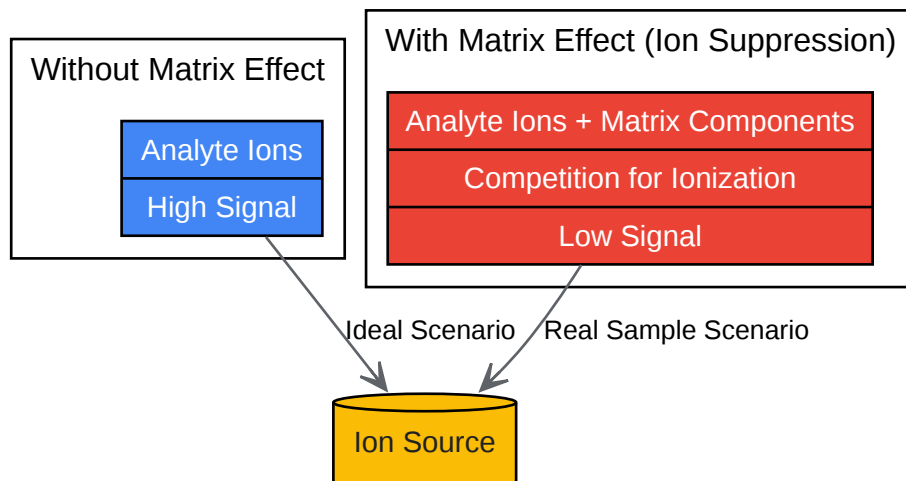 Without Matrix Effect
Analyte Ions
High Signal
With Matrix Effect (Ion Suppression)
Analyte Ions + Matrix Components
Competition for Ionization
Low Signal
Ideal Scenario
Real Sample Scenario
Ion Source